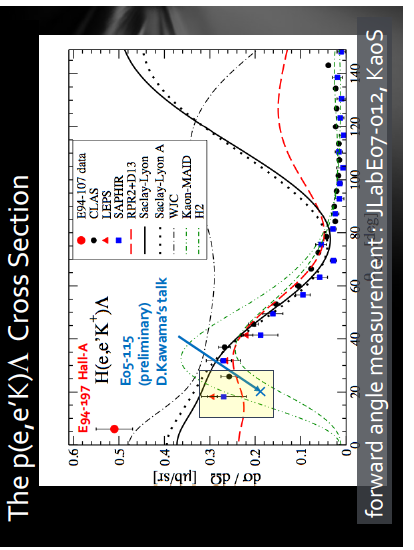 The p(e,e'K)Λ Cross Section
E94-197 Hall-A
H(e,e'K⁺)Λ
E05-115
(preliminary)
D.Kawama's talk
E94-107 data
CLAS
LEPS
SAPHIR
RPR2+D13
Saclay-Lyon
Saclay-Lyon A
WJC
Kaon-MAID
H2
0.6
0.5
0.4
0.3
0.2
0.1
0
dσ / dΩ [μb/sr]
0 20 40 60 80 100 120 140
[deg]
forward angle measurement : JLabE07-012, KaoS